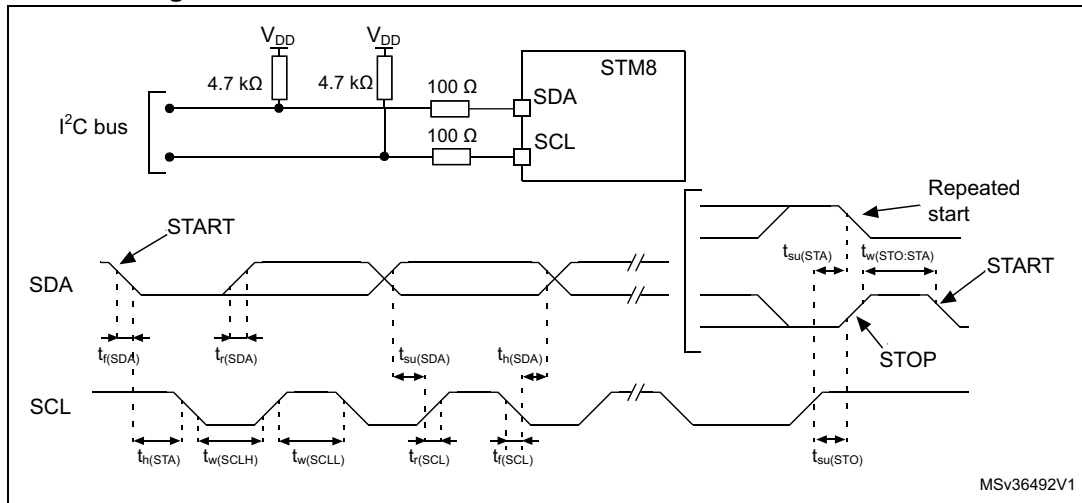 VDD VDD
4.7 kΩ 4.7 kΩ 100 Ω STM8
SDA
I²C bus 100 Ω
SCL
Repeated
start
START
tsu(STA) tw(STO:STA)
START
SDA
tf(SDA) tr(SDA) tsu(SDA) th(SDA)
STOP
SCL
th(STA) tw(SCLH) tw(SCLL) tr(SCL) tf(SCL) tsu(STO)
MSv36492V1